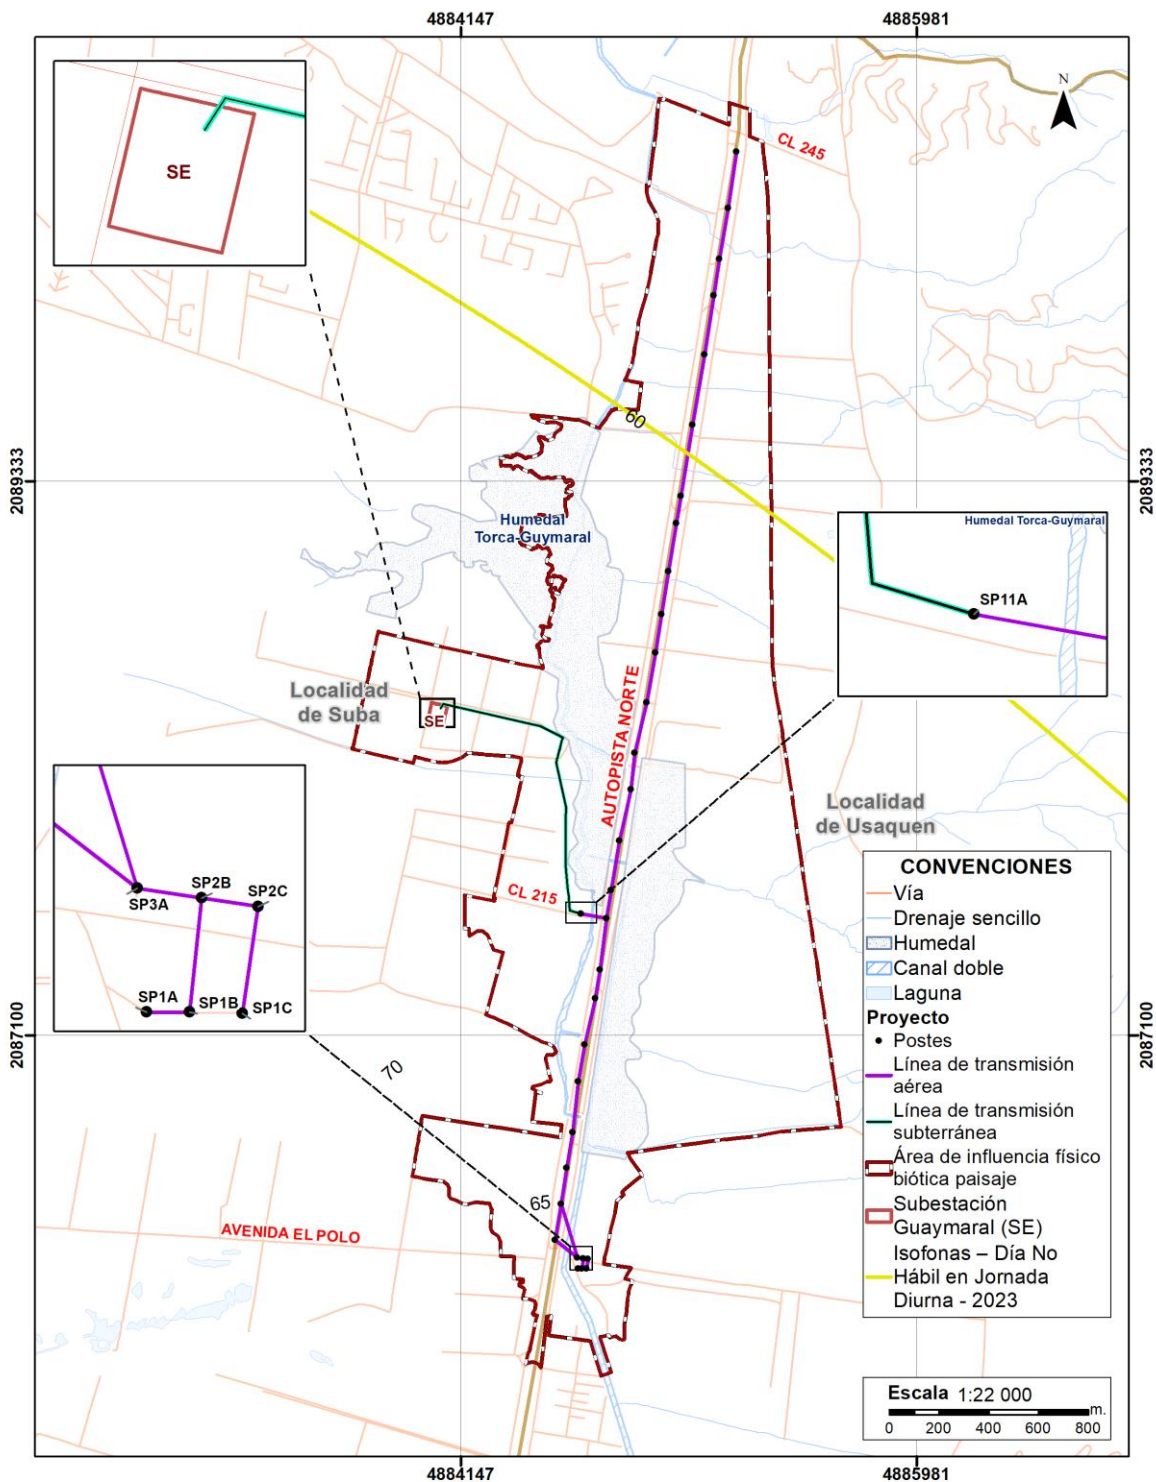 4884147
4885981
N
CL 245
SE
60
2089333
2089333
Humedal Torca-Guymaral
SP11A
Humedal
Torca-Guymaral
Localidad
de Suba
SE
AUTOPISTA NORTE
Localidad
de Usaquen
CL 215
SP3A
SP2B
SP2C
SP1A
SP1B
SP1C
2087100
2087100
70
65
AVENIDA EL POLO
CONVENCIONES
Vía
Drenaje sencillo
Humedal
Canal doble
Laguna
Proyecto
Postes
Línea de transmisión
aérea
Línea de transmisión
subterránea
Área de influencia físico
biótica paisaje
Subestación
Guaymaral (SE)
Isofonas – Día No
Hábil en Jornada
Diurna - 2023
Escala 1:22 000
m.
0 200 400 600 800
4884147
4885981